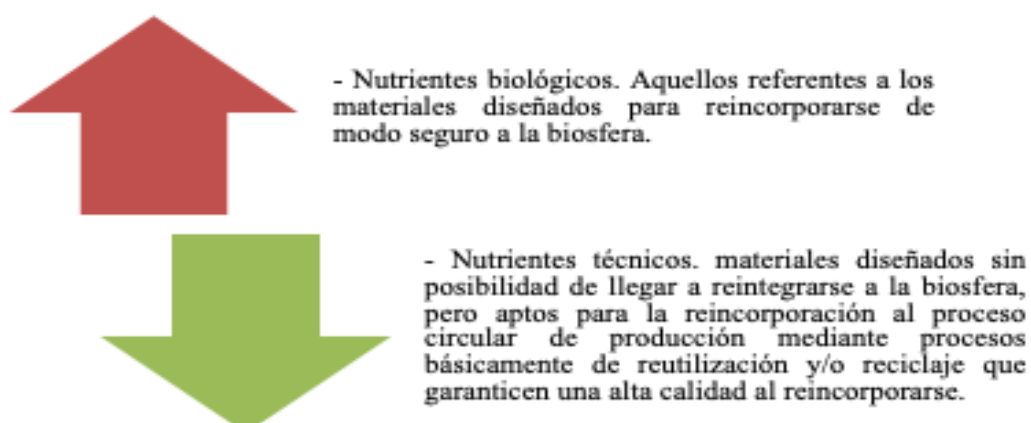 - Nutrientes biológicos. Aquellos referentes a los
materiales diseñados para reincorporarse de
modo seguro a la biosfera.
- Nutrientes técnicos. materiales diseñados sin
posibilidad de llegar a reintegrarse a la biosfera,
pero aptos para la reincorporación al proceso
circular de producción mediante procesos
básicamente de reutilización y/o reciclaje que
garanticen una alta calidad al reincorporarse.